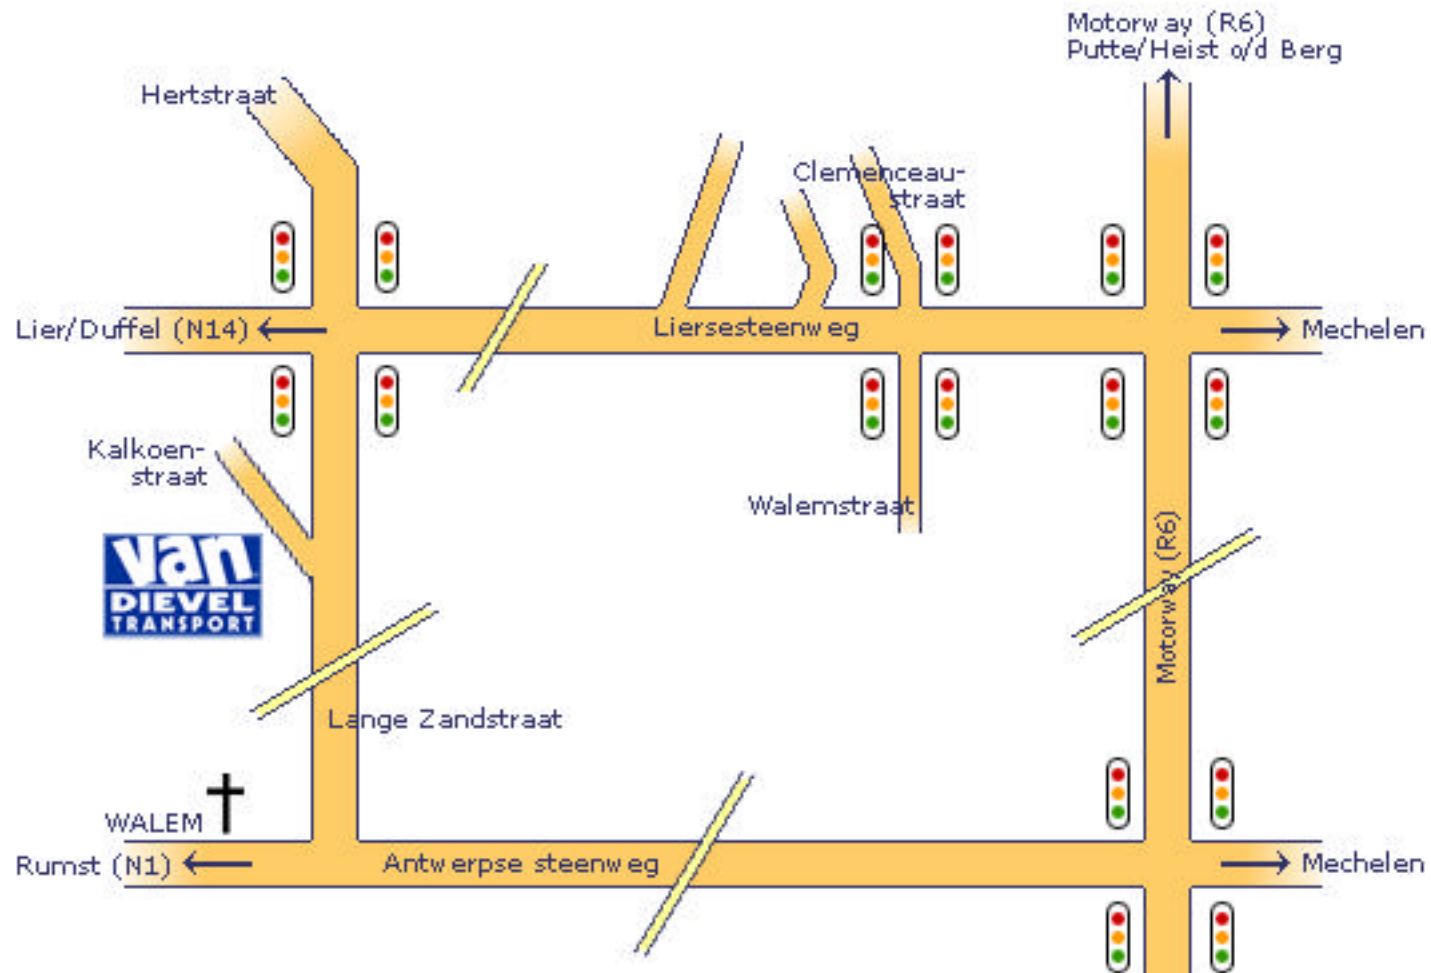 Motorway (R6)
Putte/Heist o/d Berg
Hertstraat
Clemenceau-
straat
Lier/Duffel (N14)
Liersesteenweg
Mechelen
Kalkoen-
straat
Walemstraat
Motorway (R6)
van
DIEVEL
TRANSPORT
Lange Zandstraat
WALEM
Rumst (N1)
Antwerpse steenweg
Mechelen